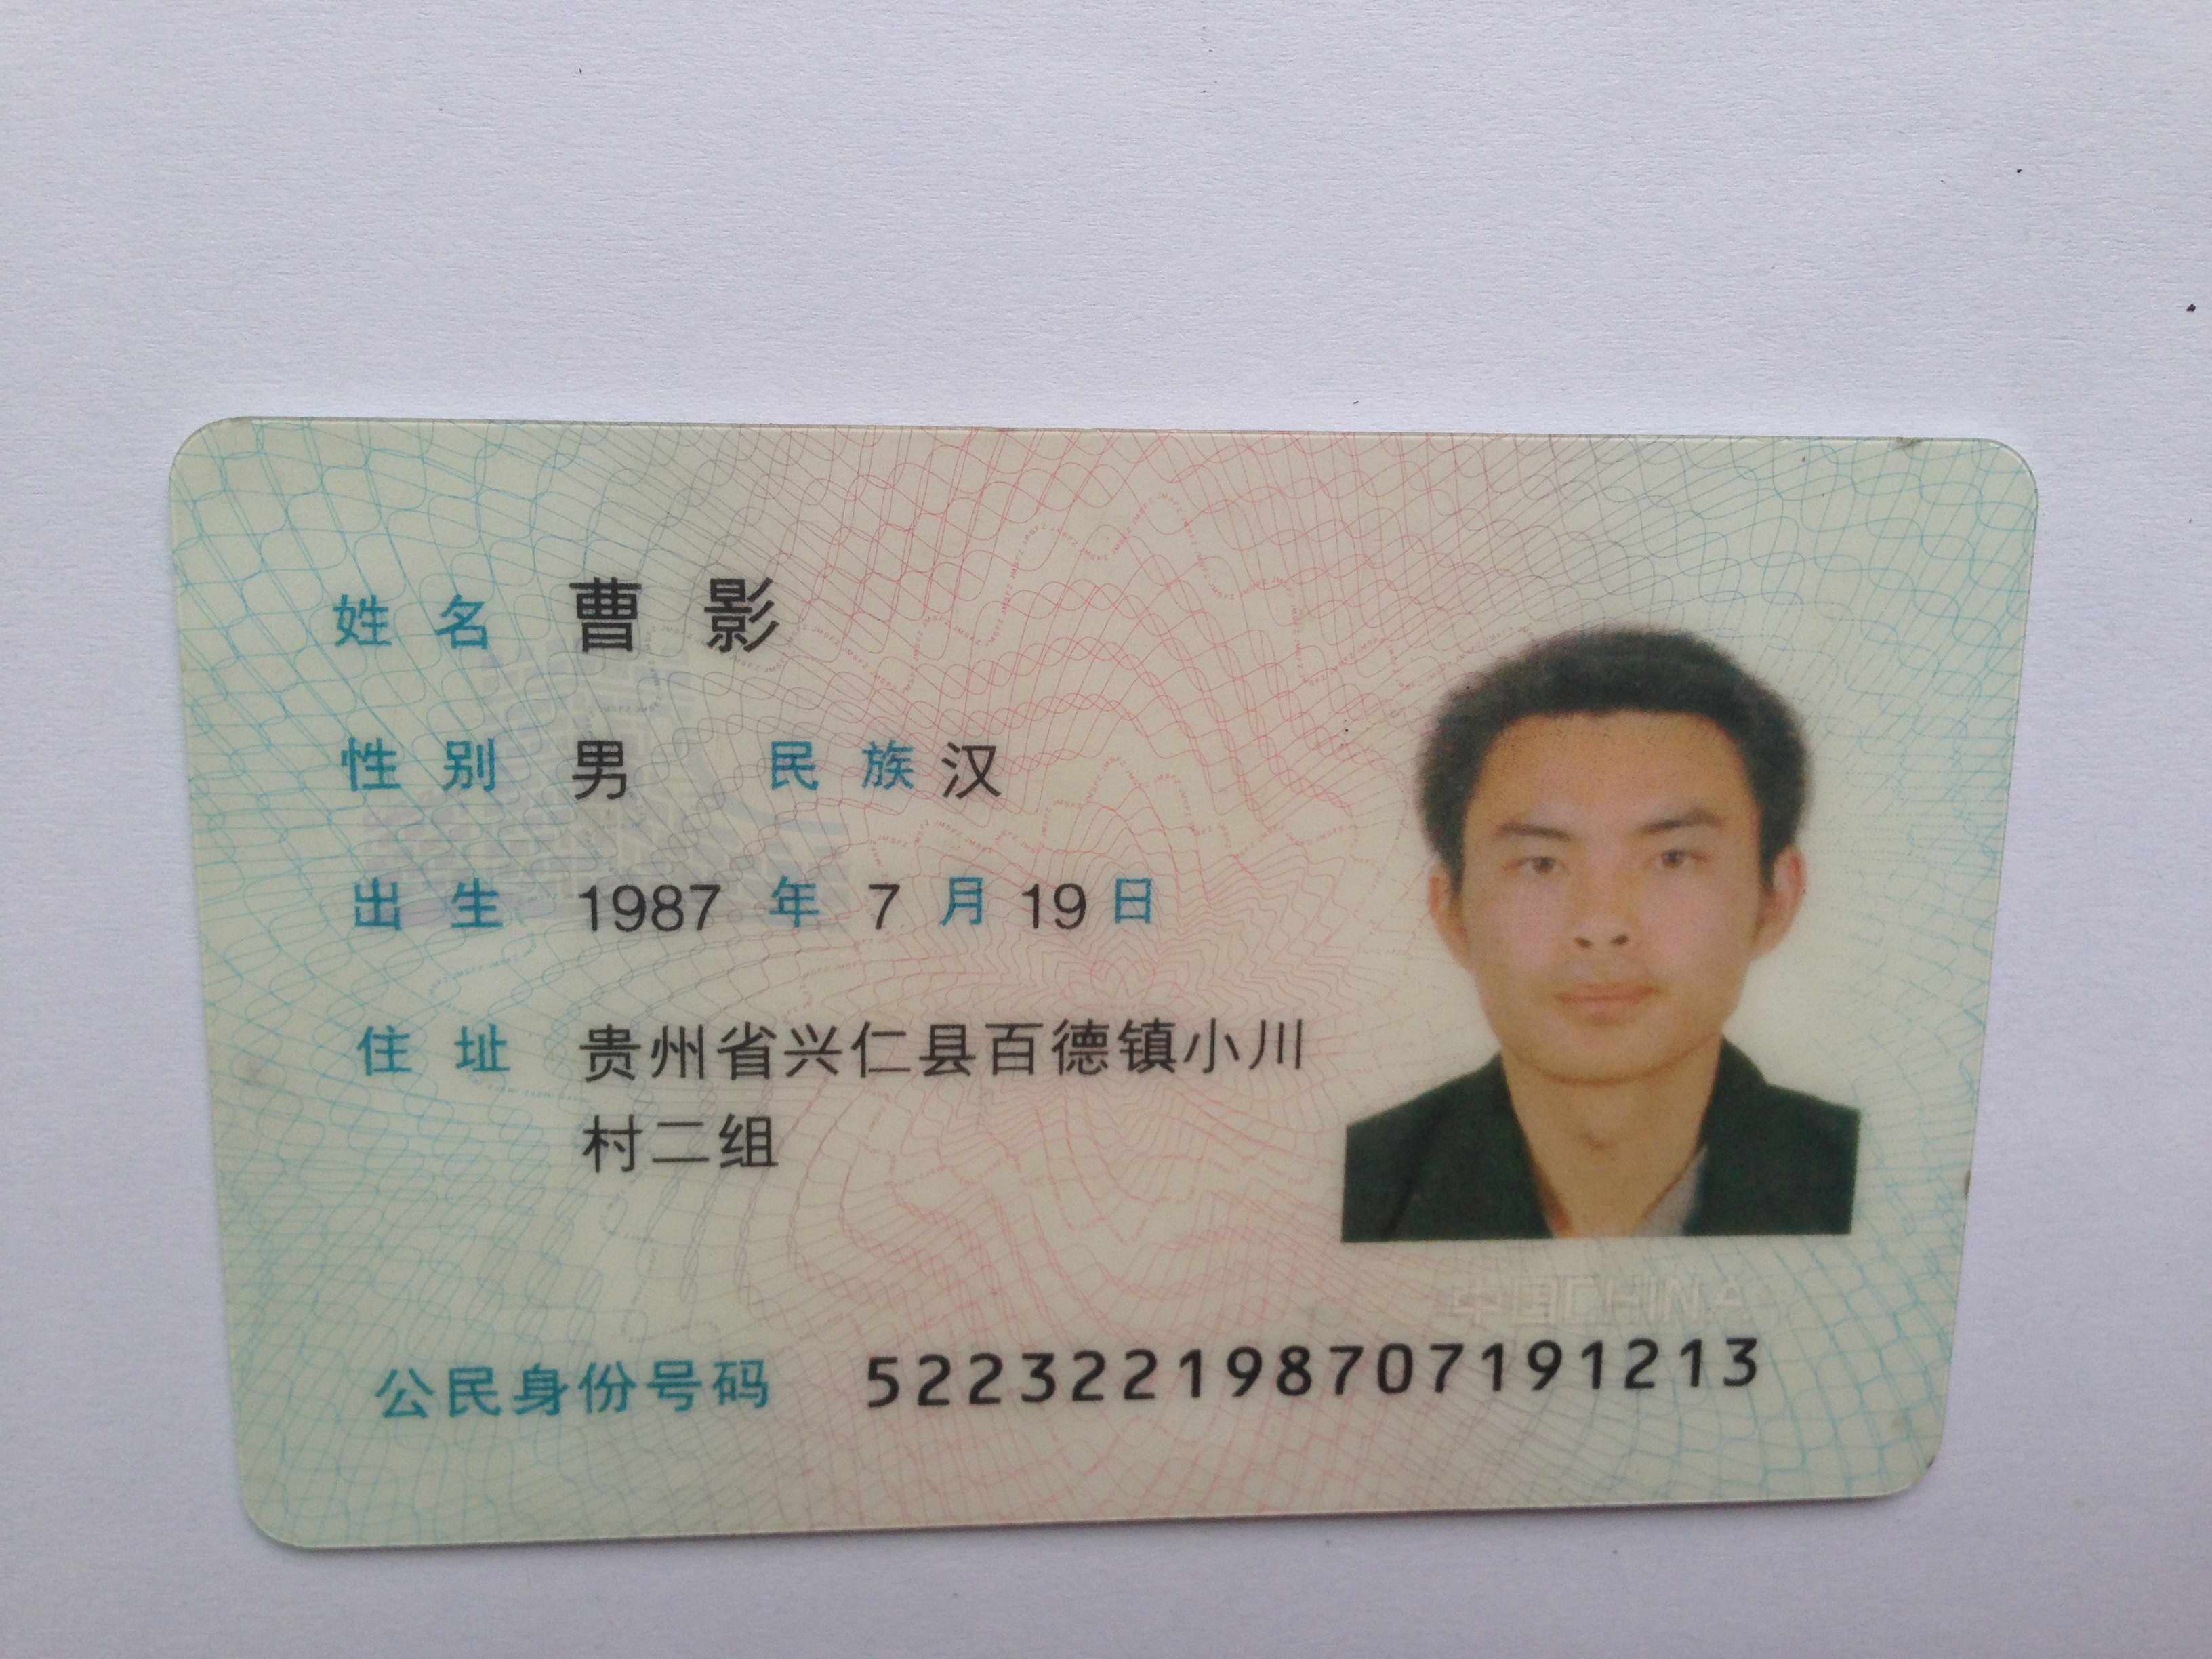 姓名 曹影
性别 男 民族 汉
出生 1987 年 7 月 19 日
住址 贵州省兴仁县百德镇小川
村二组
中国CHINA
公民身份号码 522322198707191213